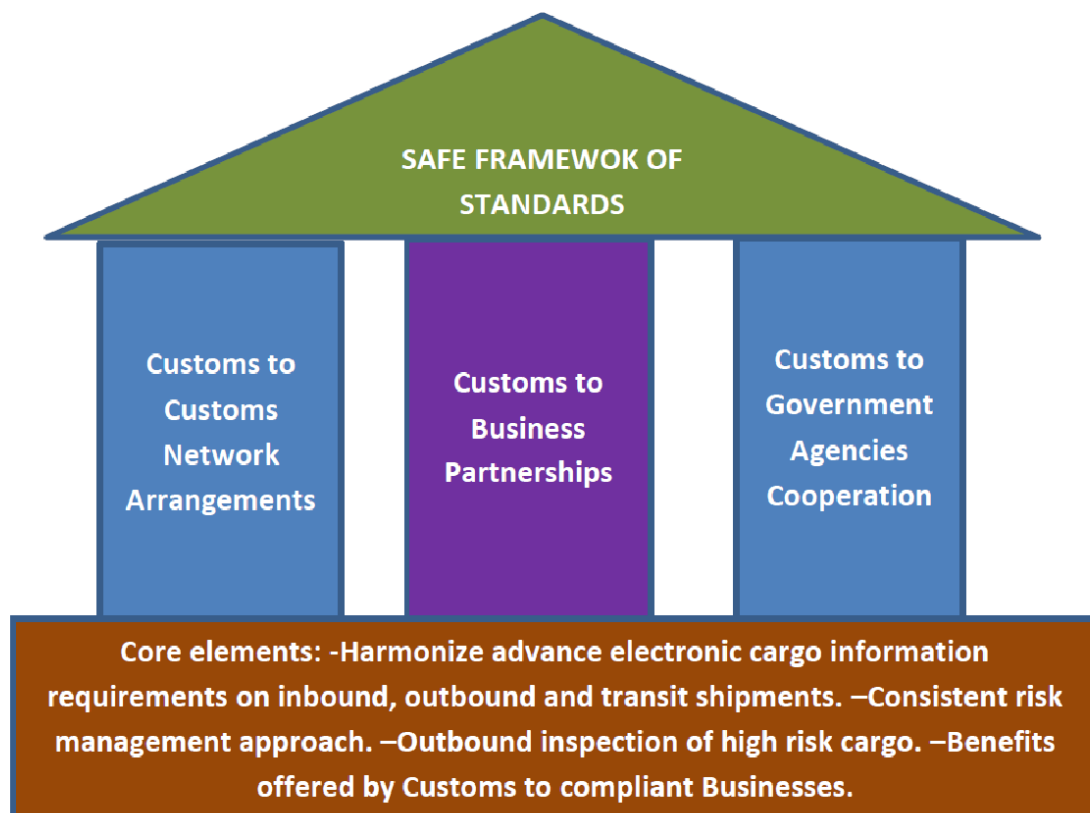 SAFE FRAMEWOK OF
STANDARDS
Customs to
Customs
Network
Arrangements
Customs to
Business
Partnerships
Customs to
Government
Agencies
Cooperation
Core elements: -Harmonize advance electronic cargo information
requirements on inbound, outbound and transit shipments. –Consistent risk
management approach. –Outbound inspection of high risk cargo. –Benefits
offered by Customs to compliant Businesses.